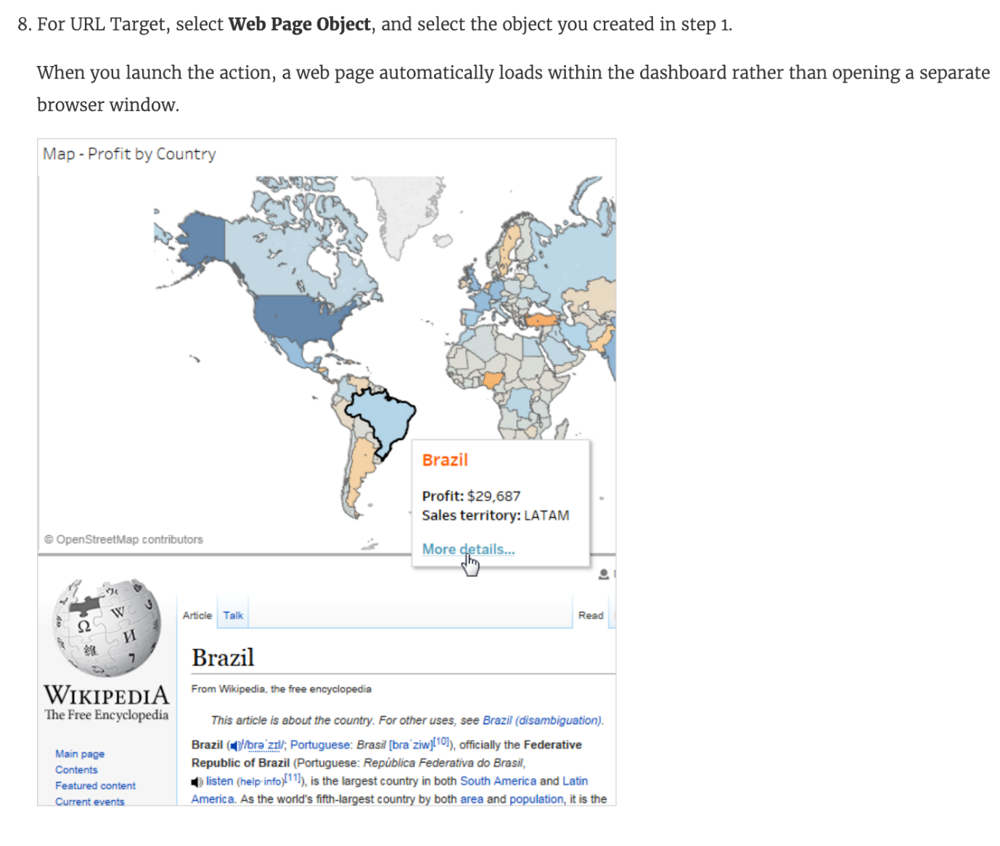 8. For URL Target, select Web Page Object, and select the object you created in step 1.
When you launch the action, a web page automatically loads within the dashboard rather than opening a separate
browser window.
Map - Profit by Country
Brazil
Profit: $29,687
Sales territory: LATAM
More details...
© OpenStreetMap contributors
Ω W И 維 7
WIKIPEDIA
The Free Encyclopedia
Main page
Contents
Featured content
Current events
Article Talk Read
Brazil
From Wikipedia, the free encyclopedia
This article is about the country. For other uses, see Brazil (disambiguation).
Brazil (/brəˈzɪl/; Portuguese: Brasil [bɾaˈziw][10]), officially the Federative
Republic of Brazil (Portuguese: República Federativa do Brasil,
listen (help·info)[11]), is the largest country in both South America and Latin
America. As the world's fifth-largest country by both area and population, it is the